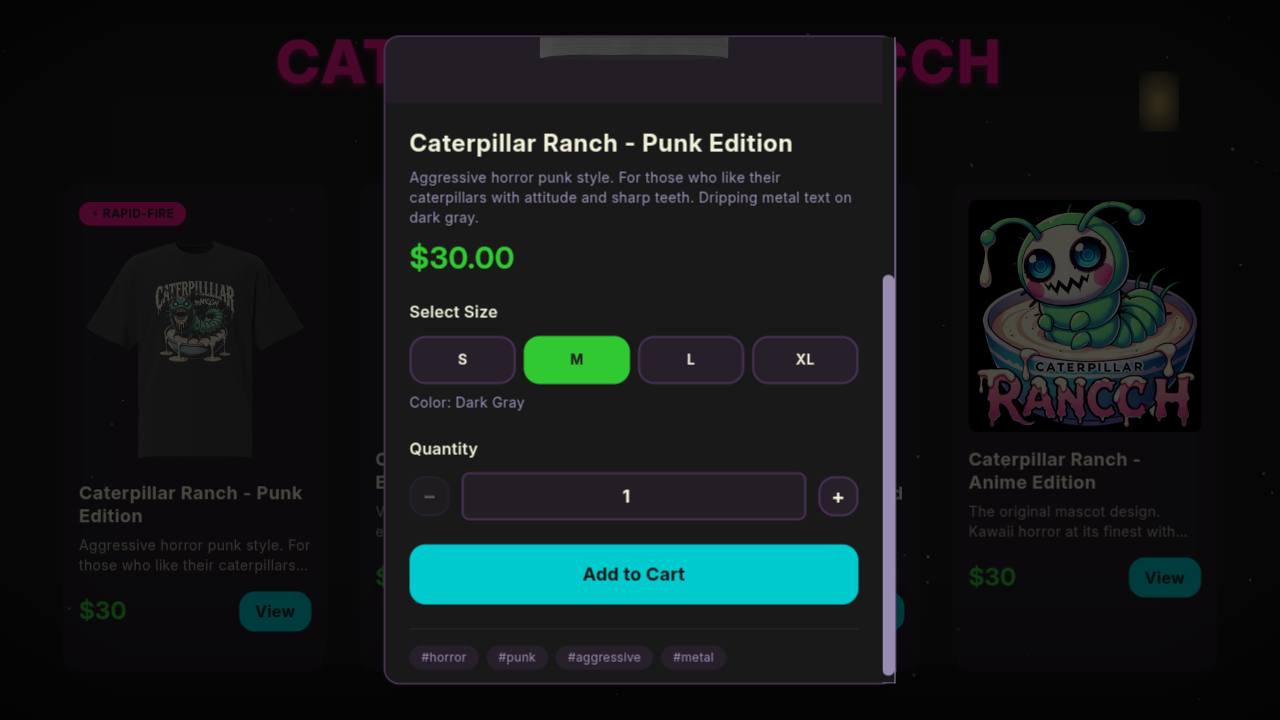 CAT
CCH
Caterpillar Ranch - Punk Edition
Aggressive horror punk style. For those who like their
caterpillars with attitude and sharp teeth. Dripping metal text on
dark gray.
$30.00
Select Size
S
M
L
XL
Color: Dark Gray
Quantity
−
1
+
Add to Cart
#horror
#punk
#aggressive
#metal
⚡ RAPID-FIRE
CATERPILLLIAR
RANCCH
Caterpillar Ranch - Punk
Edition
Aggressive horror punk style. For
those who like their caterpillars...
$30
View
CATERPILLAR
RANCCH
Caterpillar Ranch -
Anime Edition
The original mascot design.
Kawaii horror at its finest with...
$30
View